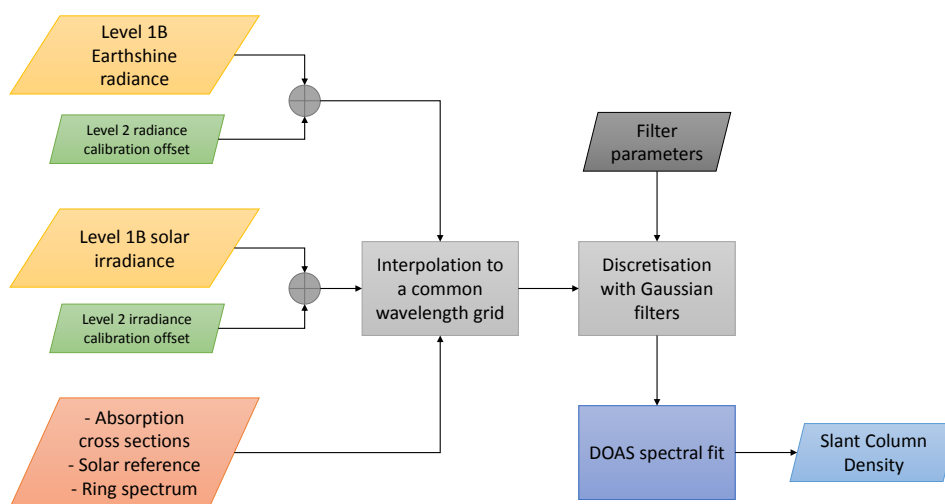 Level 1B
Earthshine
radiance
Level 2 radiance
calibration offset
Filter
parameters
Level 1B solar
irradiance
Level 2 irradiance
calibration offset
Interpolation to
a common
wavelength grid
Discretisation
with Gaussian
filters
- Absorption
cross sections
- Solar reference
- Ring spectrum
DOAS spectral fit
Slant Column
Density